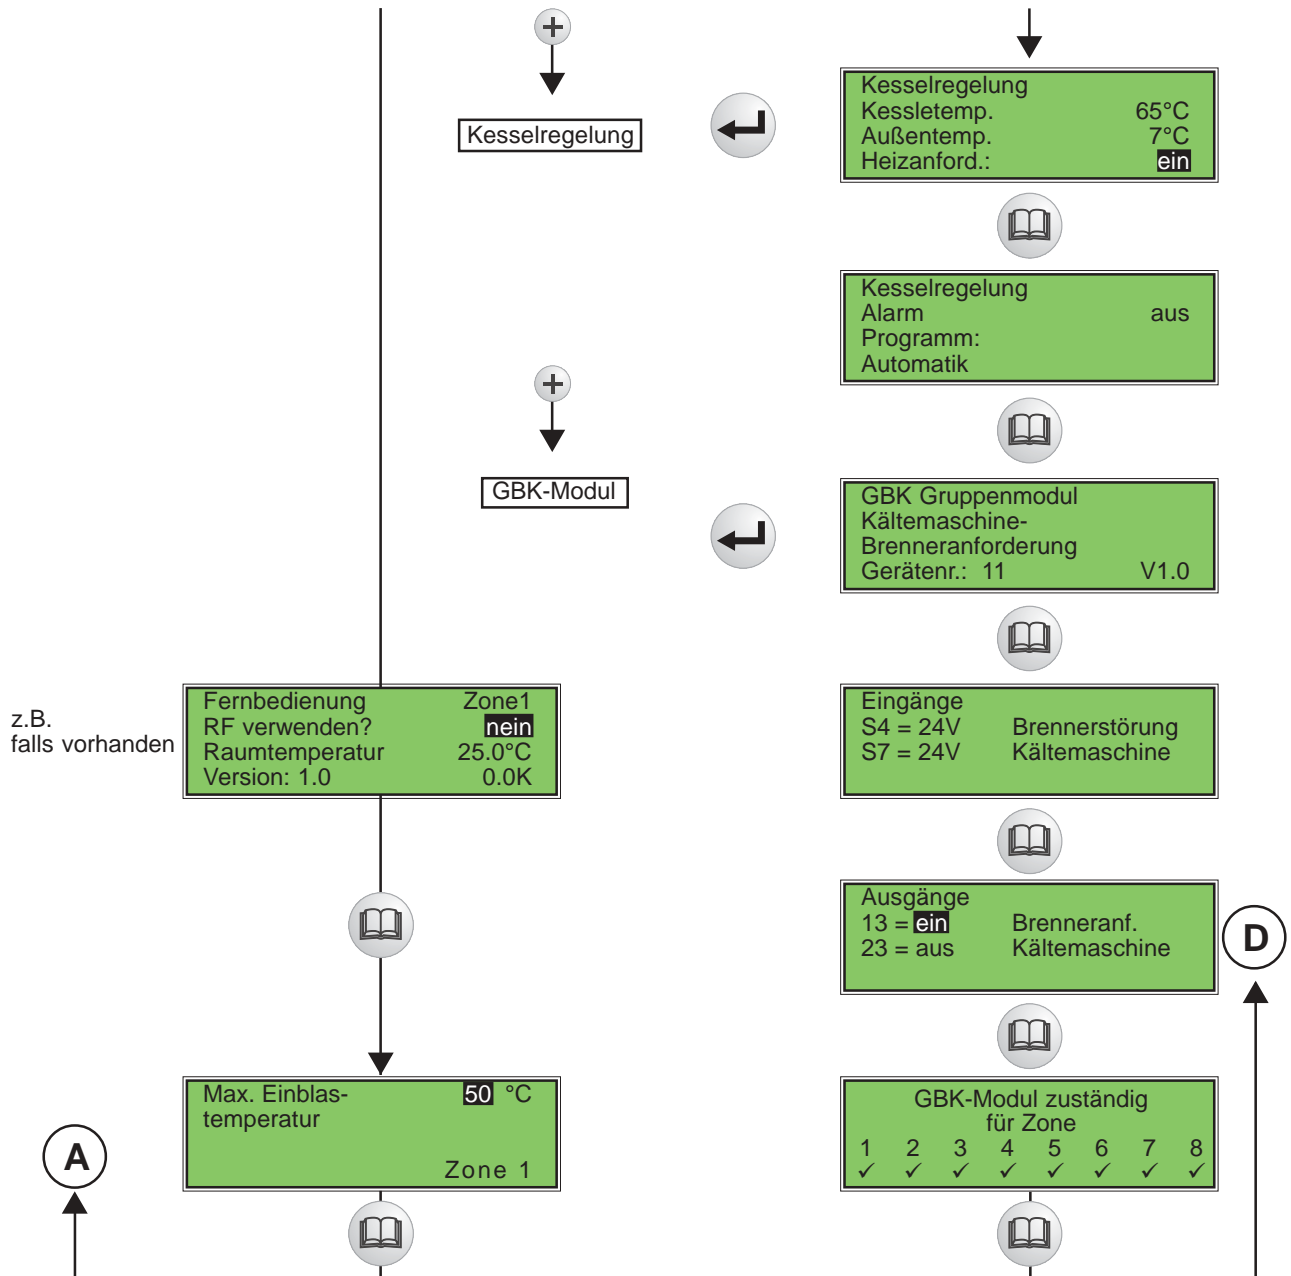 Kesselregelung
Kesselregelung
Kessletemp. 65°C
Außentemp. 7°C
Heizanford.: ein
Kesselregelung
Alarm aus
Programm:
Automatik
GBK-Modul
GBK Gruppenmodul
Kältemaschine-
Brenneranforderung
Gerätenr.: 11 V1.0
z.B.
falls vorhanden
Fernbedienung Zone1
RF verwenden? nein
Raumtemperatur 25.0°C
Version: 1.0 0.0K
Eingänge
S4 = 24V Brennerstörung
S7 = 24V Kältemaschine
Ausgänge
13 = ein Brenneranf.
23 = aus Kältemaschine
D
Max. Einblas- 50 °C
temperatur
Zone 1
A
GBK-Modul zuständig
für Zone
1 2 3 4 5 6 7 8
✓ ✓ ✓ ✓ ✓ ✓ ✓ ✓